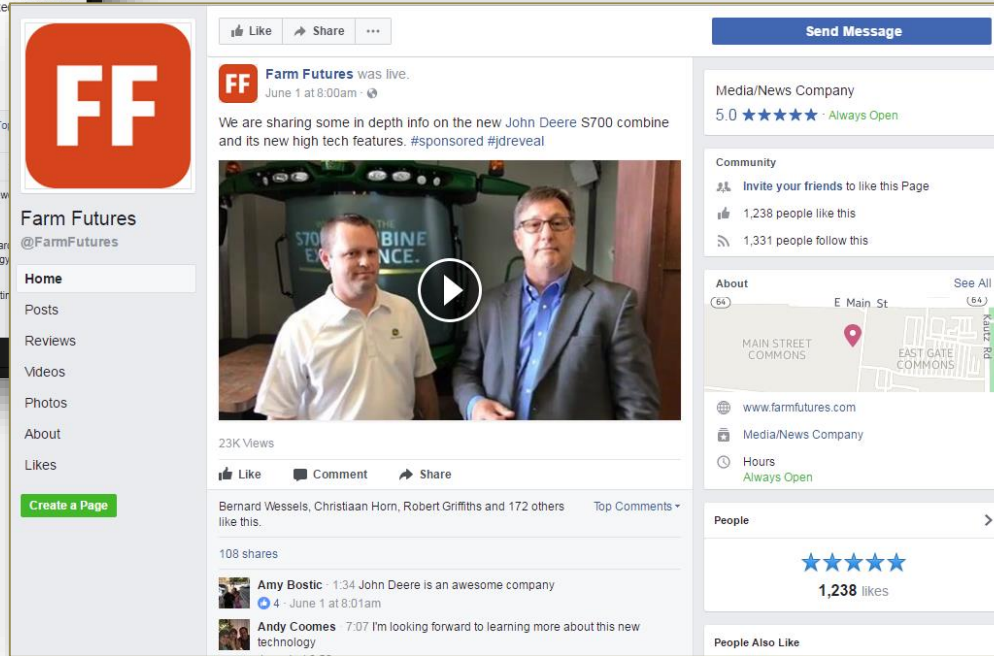 Like Share ...
Send Message
FF
Farm Futures
@FarmFutures
Home
Posts
Reviews
Videos
Photos
About
Likes
Create a Page
FF
Farm Futures was live.
June 1 at 8:00am ·
We are sharing some in depth info on the new John Deere S700 combine
and its new high tech features. #sponsored #jdreveal
THE
S700 BINE
NCE.
23K Views
Like Comment Share
Bernard Wessels, Christiaan Horn, Robert Griffiths and 172 others
like this.
Top Comments
108 shares
Amy Bostic · 1:34 John Deere is an awesome company
4 · June 1 at 8:01am
Andy Coomes · 7:07 I'm looking forward to learning more about this new
technology
Media/News Company
5.0 ★★★★★ · Always Open
Community
Invite your friends to like this Page
1,238 people like this
1,331 people follow this
About
See All
64
E Main St
64
Kautz Rd
MAIN STREET
COMMONS
EAST GATE
COMMONS
www.farmfutures.com
Media/News Company
Hours
Always Open
People
★★★★★
1,238 likes
People Also Like